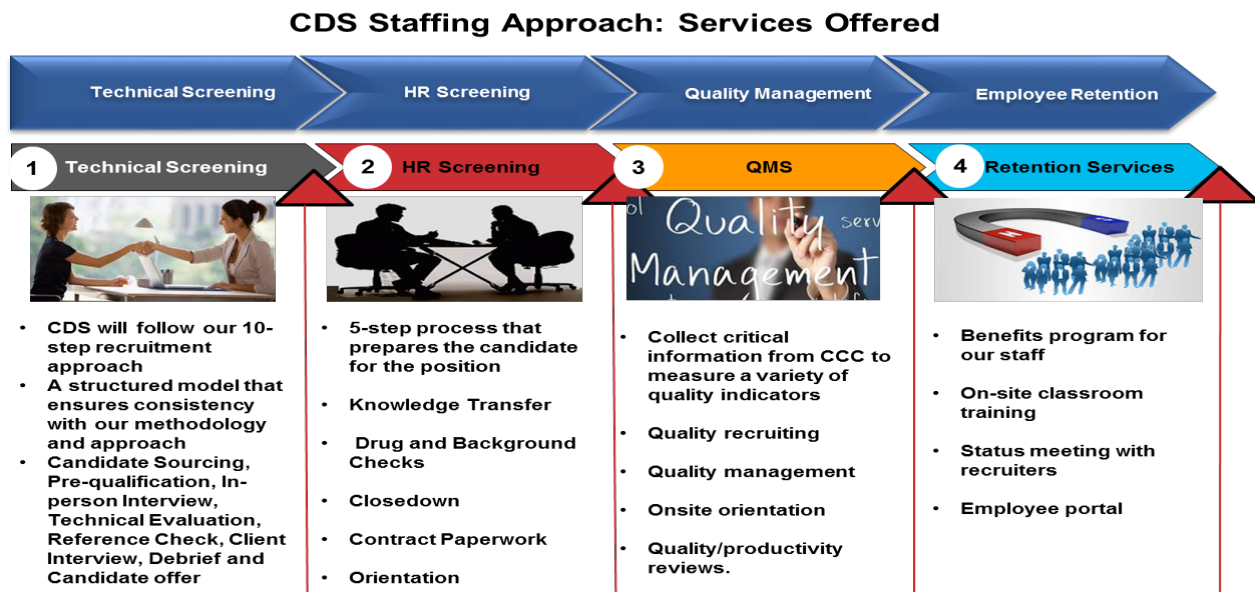 CDS Staffing Approach: Services Offered
Technical Screening
HR Screening
Quality Management
Employee Retention
1 Technical Screening
2 HR Screening
3 QMS
4 Retention Services
• CDS will follow our 10-
step recruitment
approach
• A structured model that
ensures consistency
with our methodology
and approach
• Candidate Sourcing,
Pre-qualification, In-
person Interview,
Technical Evaluation,
Reference Check, Client
Interview, Debrief and
Candidate offer
• 5-step process that
prepares the candidate
for the position
• Knowledge Transfer
• Drug and Background
Checks
• Closedown
• Contract Paperwork
• Orientation
ol Quality serv
Management
• Collect critical
information from CCC to
measure a variety of
quality indicators
• Quality recruiting
• Quality management
• Onsite orientation
• Quality/productivity
reviews.
N
S
• Benefits program for
our staff
• On-site classroom
training
• Status meeting with
recruiters
• Employee portal